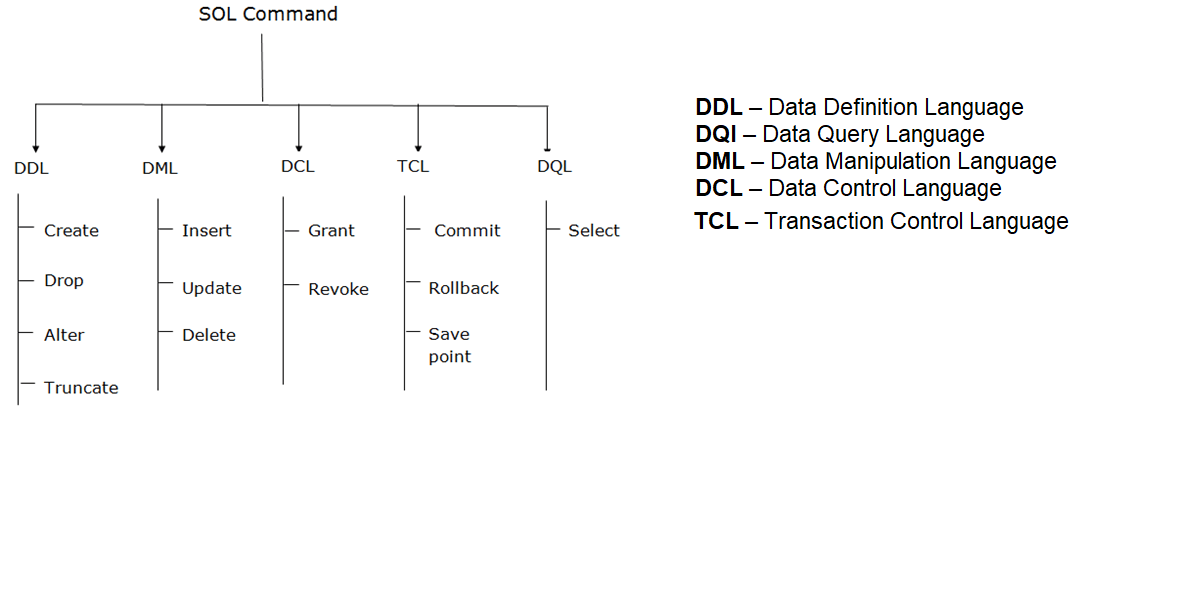 SOL Command
DDL
DML
DCL
TCL
DQL
Create
Drop
Alter
Truncate
Insert
Update
Delete
Grant
Revoke
Commit
Rollback
Save
point
Select
DDL – Data Definition Language
DQI – Data Query Language
DML – Data Manipulation Language
DCL – Data Control Language
TCL – Transaction Control Language